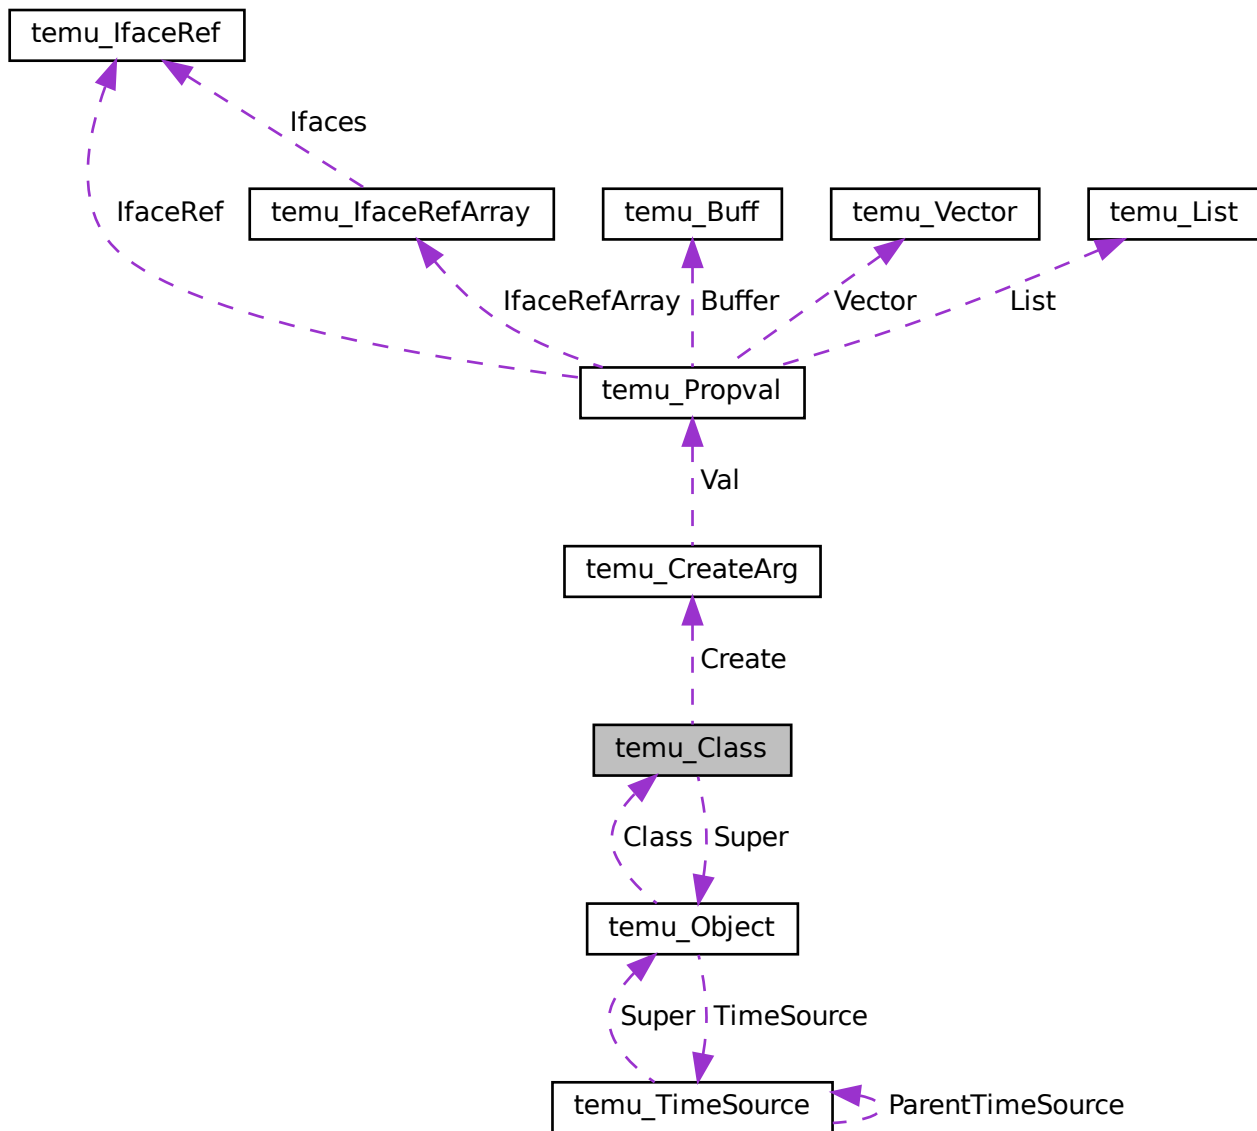 temu_IfaceRef
Ifaces
IfaceRef
temu_IfaceRefArray
temu_Buff
temu_Vector
temu_List
IfaceRefArray
Buffer
Vector
List
temu_Propval
Val
temu_CreateArg
Create
temu_Class
Class
Super
temu_Object
Super
TimeSource
temu_TimeSource
ParentTimeSource